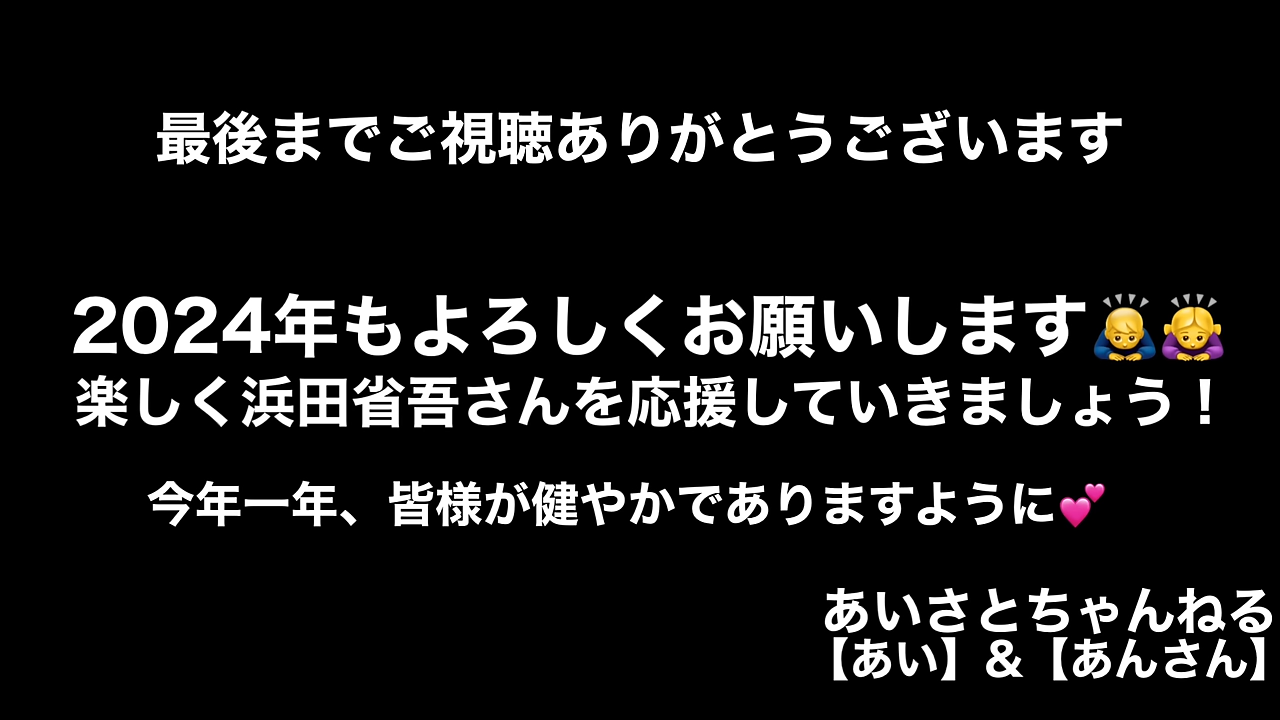 最後までご視聴ありがとうございます
2024年もよろしくお願いします🙇‍♂️🙇‍♀️
楽しく浜田省吾さんを応援していきましょう！
今年一年、皆様が健やかでありますように💕
あいさとちゃんねる
【あい】＆【あんさん】